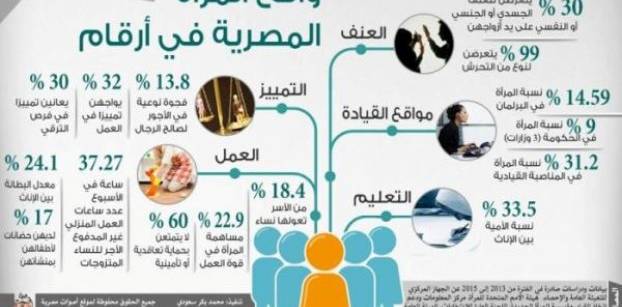 واقع المرأة
المصرية في أرقام
العنف
30 %
الجسدي أو الجنسي
أو النفسي على يد أزواجهن
99 %
يتعرضن
لنوع من التحرش
مواقع القيادة
14.59 %
نسبة المرأة
في البرلمان
9 %
نسبة المرأة
في الحكومة (3 وزارات)
31.2 %
نسبة المرأة
في المناصب القيادية
التعليم
33.5 %
نسبة الأمية
بين الإناث
التمييز
13.8 %
فجوة نوعية
في الأجور
لصالح الرجال
32 %
يواجهن
تمييزا في
العمل
30 %
يعانين تمييزا
في فرص
الترقي
العمل
18.4 %
من الأسر
تعولها نساء
22.9 %
مساهمة
المرأة في
قوة العمل
60 %
لا يتمتعن
بحماية تعاقدية
أو تأمينية
37.27
ساعة في
الأسبوع
عدد ساعات
العمل المنزلي
غير المدفوع
الأجر للنساء
المتزوجات
24.1 %
معدل البطالة
بين الإناث
17 %
لديهن حضانات
لأطفالهن
بمنشآتهن
بيانات ودراسات صادرة في الفترة من 2013 إلى 2015 عن الجهاز المركزي
للتعبئة العامة والإحصاء، هيئة الأمم المتحدة للمرأة، مركز المعلومات ودعم
تنفيذ: محمد بكر سعودي
جميع الحقوق محفوظة لموقع أصوات مصرية